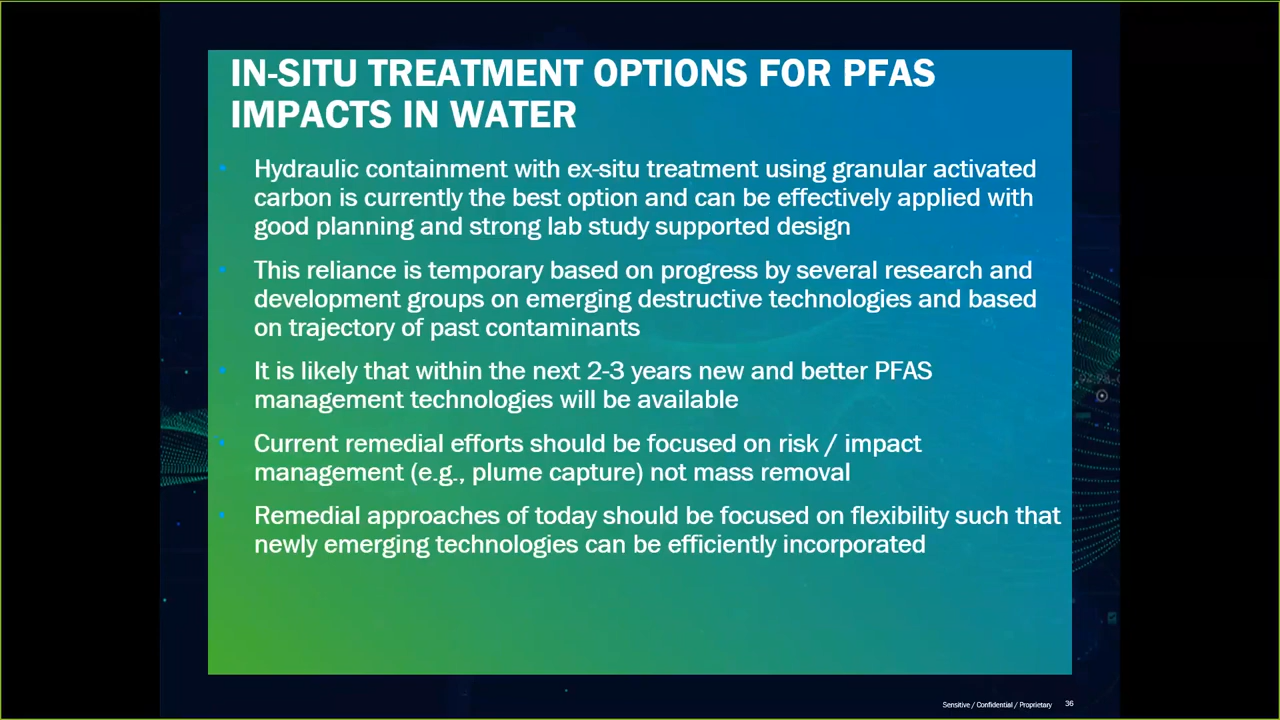 IN-SITU TREATMENT OPTIONS FOR PFAS
IMPACTS IN WATER
• Hydraulic containment with ex-situ treatment using granular activated
carbon is currently the best option and can be effectively applied with
good planning and strong lab study supported design
• This reliance is temporary based on progress by several research and
development groups on emerging destructive technologies and based
on trajectory of past contaminants
• It is likely that within the next 2-3 years new and better PFAS
management technologies will be available
• Current remedial efforts should be focused on risk / impact
management (e.g., plume capture) not mass removal
• Remedial approaches of today should be focused on flexibility such that
newly emerging technologies can be efficiently incorporated
Sensitive / Confidential / Proprietary 36